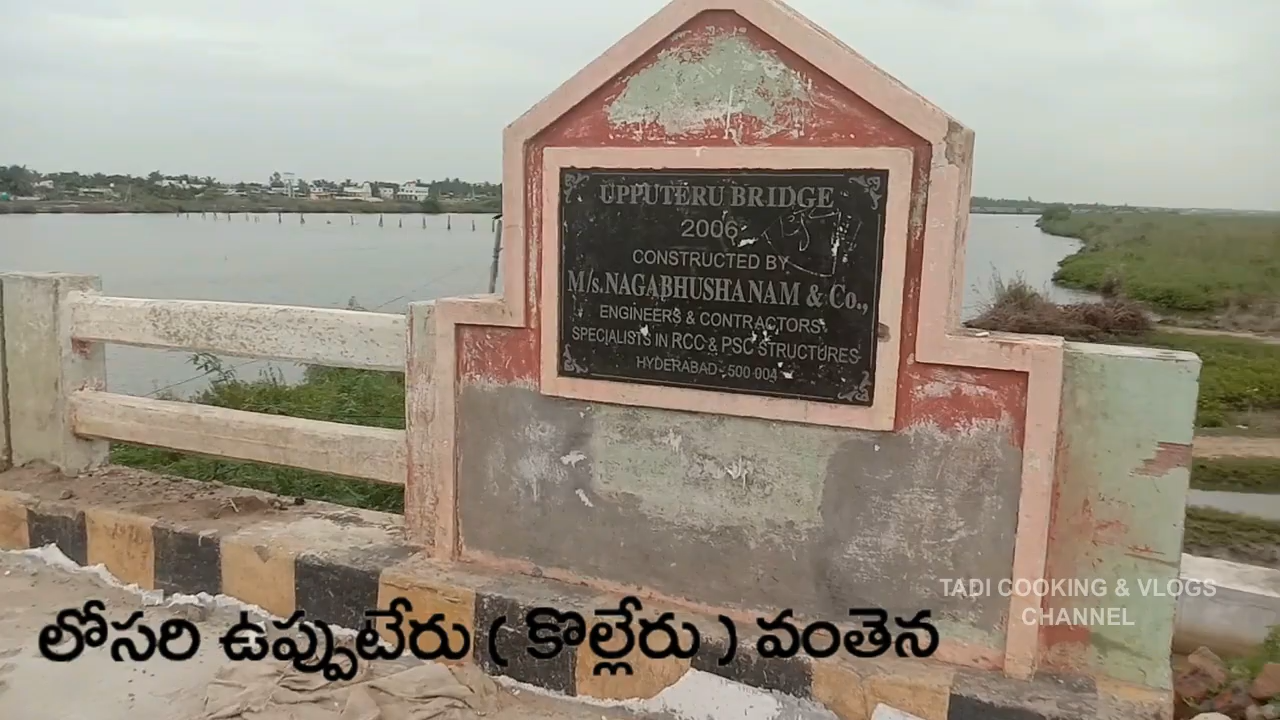 UPPUTERU BRIDGE
2006
CONSTRUCTED BY
M/s.NAGABHUSHANAM & Co.,
ENGINEERS & CONTRACTORS,
SPECIALISTS IN RCC & PSC STRUCTURES
HYDERABAD - 500 004
TADI COOKING & VLOGS
CHANNEL
లోసరి ఉప్పుటేరు ( కొల్లేరు ) వంతెన